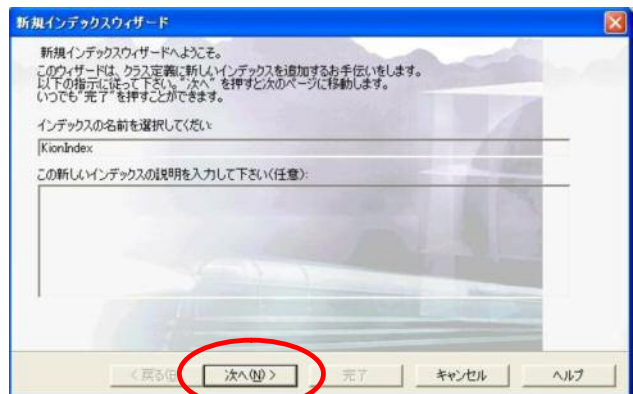 新規インデックスウィザード
新規インデックスウィザードへようこそ。
このウィザードは、クラス定義に新しいインデックスを追加するお手伝いをします。
以下の指示に従って下さい。"次へ" を押すと次のページに移動します。
いつでも"完了"を押すことができます。
インデックスの名前を選択してください:
KionIndex
この新しいインデックスの説明を入力して下さい(任意):
< 戻る(B 次へ(N) > 完了 キャンセル ヘルプ